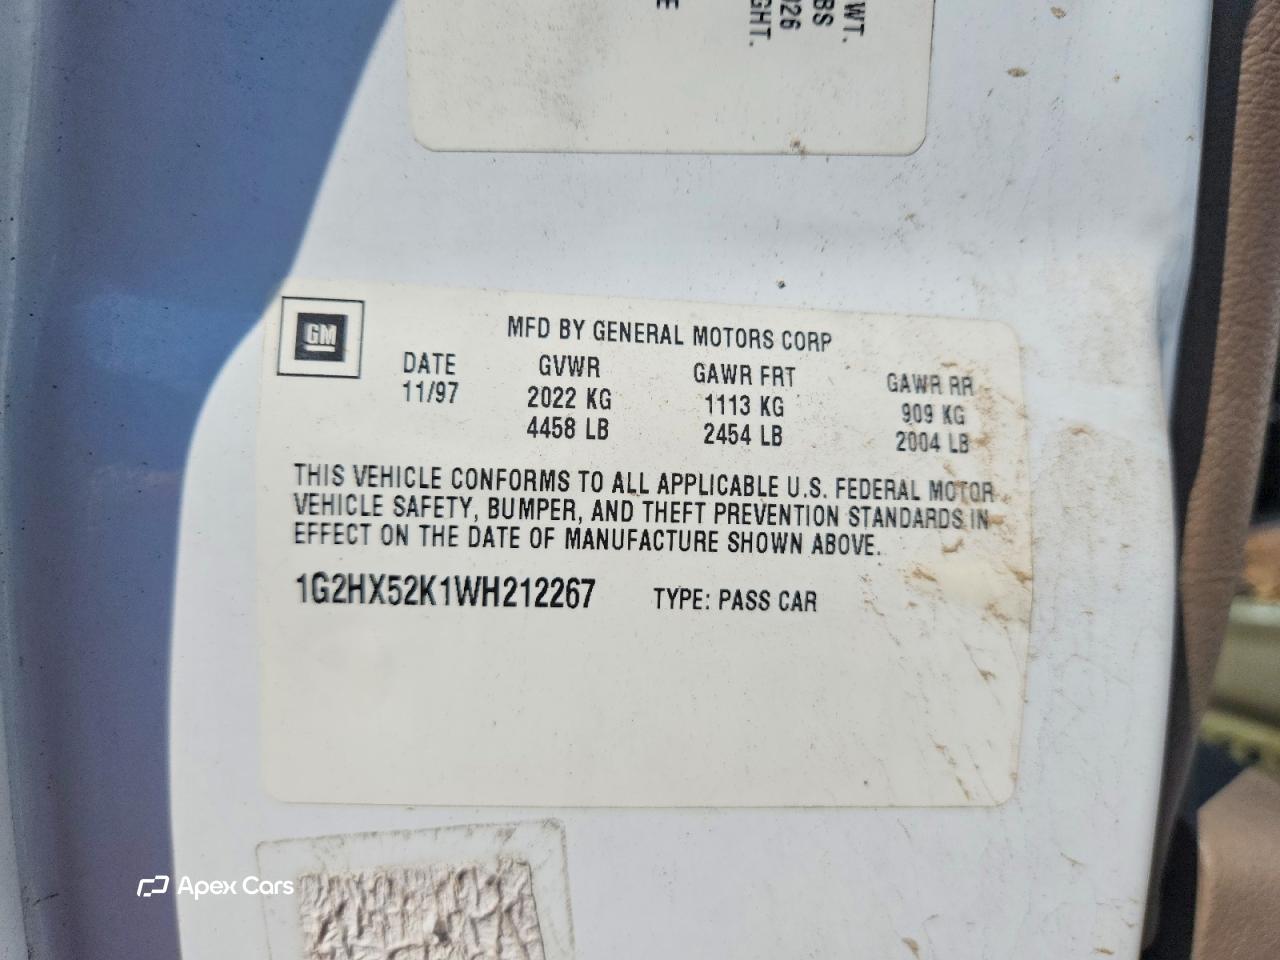 WT.
BS
026
GHT.
E
GM
MFD BY GENERAL MOTORS CORP
DATE GVWR GAWR FRT GAWR RR
11/97 2022 KG 1113 KG 909 KG
4458 LB 2454 LB 2004 LB
THIS VEHICLE CONFORMS TO ALL APPLICABLE U.S. FEDERAL MOTOR
VEHICLE SAFETY, BUMPER, AND THEFT PREVENTION STANDARDS IN
EFFECT ON THE DATE OF MANUFACTURE SHOWN ABOVE.
1G2HX52K1WH212267 TYPE: PASS CAR
Apex Cars